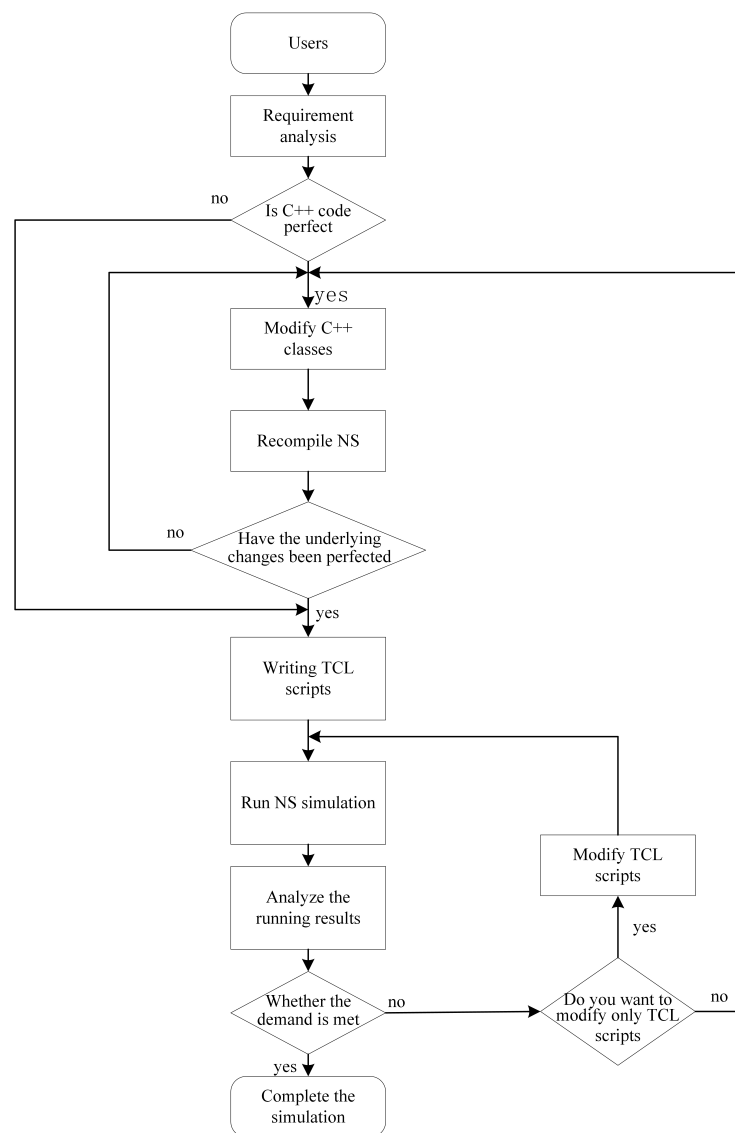 Users
Requirement
analysis
no
Is C++ code
perfect
yes
Modify C++
classes
Recompile NS
no
Have the underlying
changes been perfected
yes
Writing TCL
scripts
Run NS simulation
Modify TCL
scripts
Analyze the
running results
yes
Whether the
demand is met
no
Do you want to
modify only TCL
scripts
no
yes
Complete the
simulation